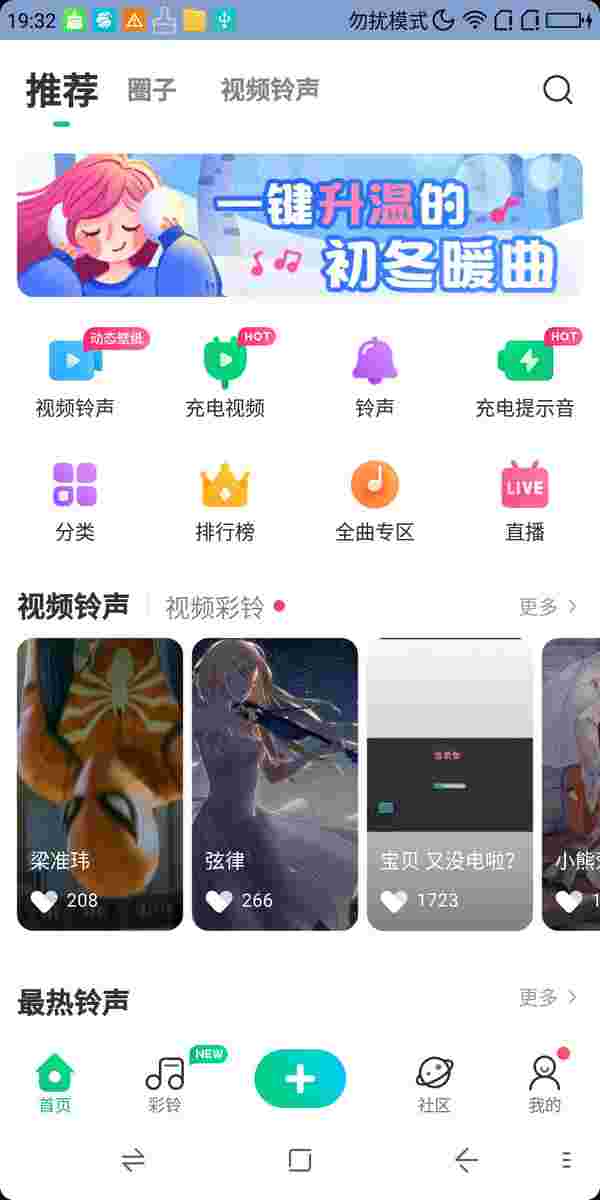 19:32 勿扰模式
推荐 圈子 视频铃声
一键升温的
初冬暖曲
动态壁纸 HOT HOT
视频铃声 充电视频 铃声 充电提示音
LIVE
分类 排行榜 全曲专区 直播
视频铃声 视频彩铃 更多
梁准玮 弦律 宝贝 又没电啦? 小熊
208 266 1723 1
最热铃声 更多
NEW
首页 彩铃 社区 我的